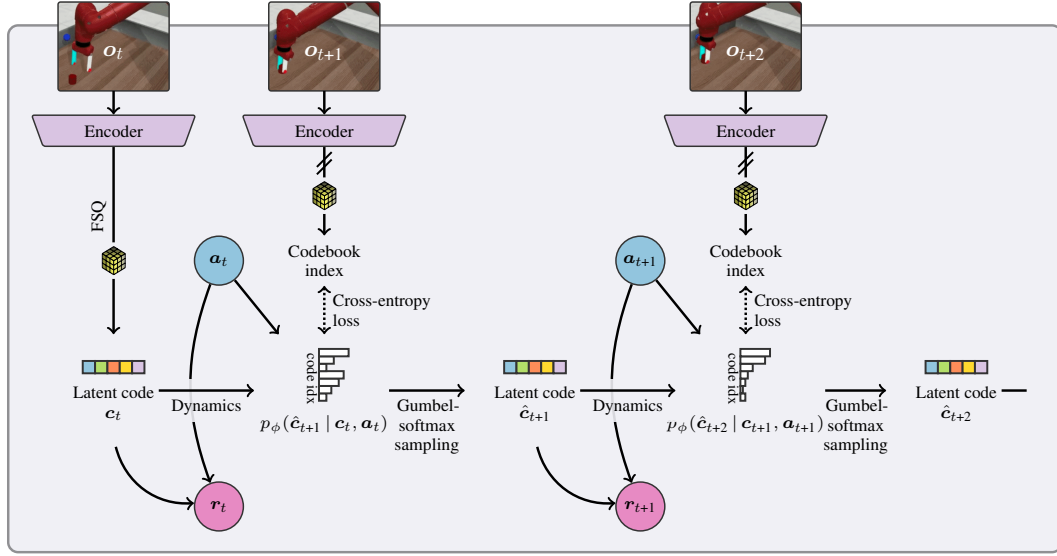 o_t
o_{t+1}
o_{t+2}
Encoder
Encoder
Encoder
FSQ
a_t
Codebook
index
a_{t+1}
Codebook
index
Cross-entropy
loss
Cross-entropy
loss
code idx
code idx
Latent code
c_t
Dynamics
p_ϕ(ĉ_{t+1} | c_t, a_t)
Gumbel-
softmax
sampling
Latent code
ĉ_{t+1}
Dynamics
p_ϕ(ĉ_{t+2} | c_{t+1}, a_{t+1})
Gumbel-
softmax
sampling
Latent code
ĉ_{t+2}
r_t
r_{t+1}